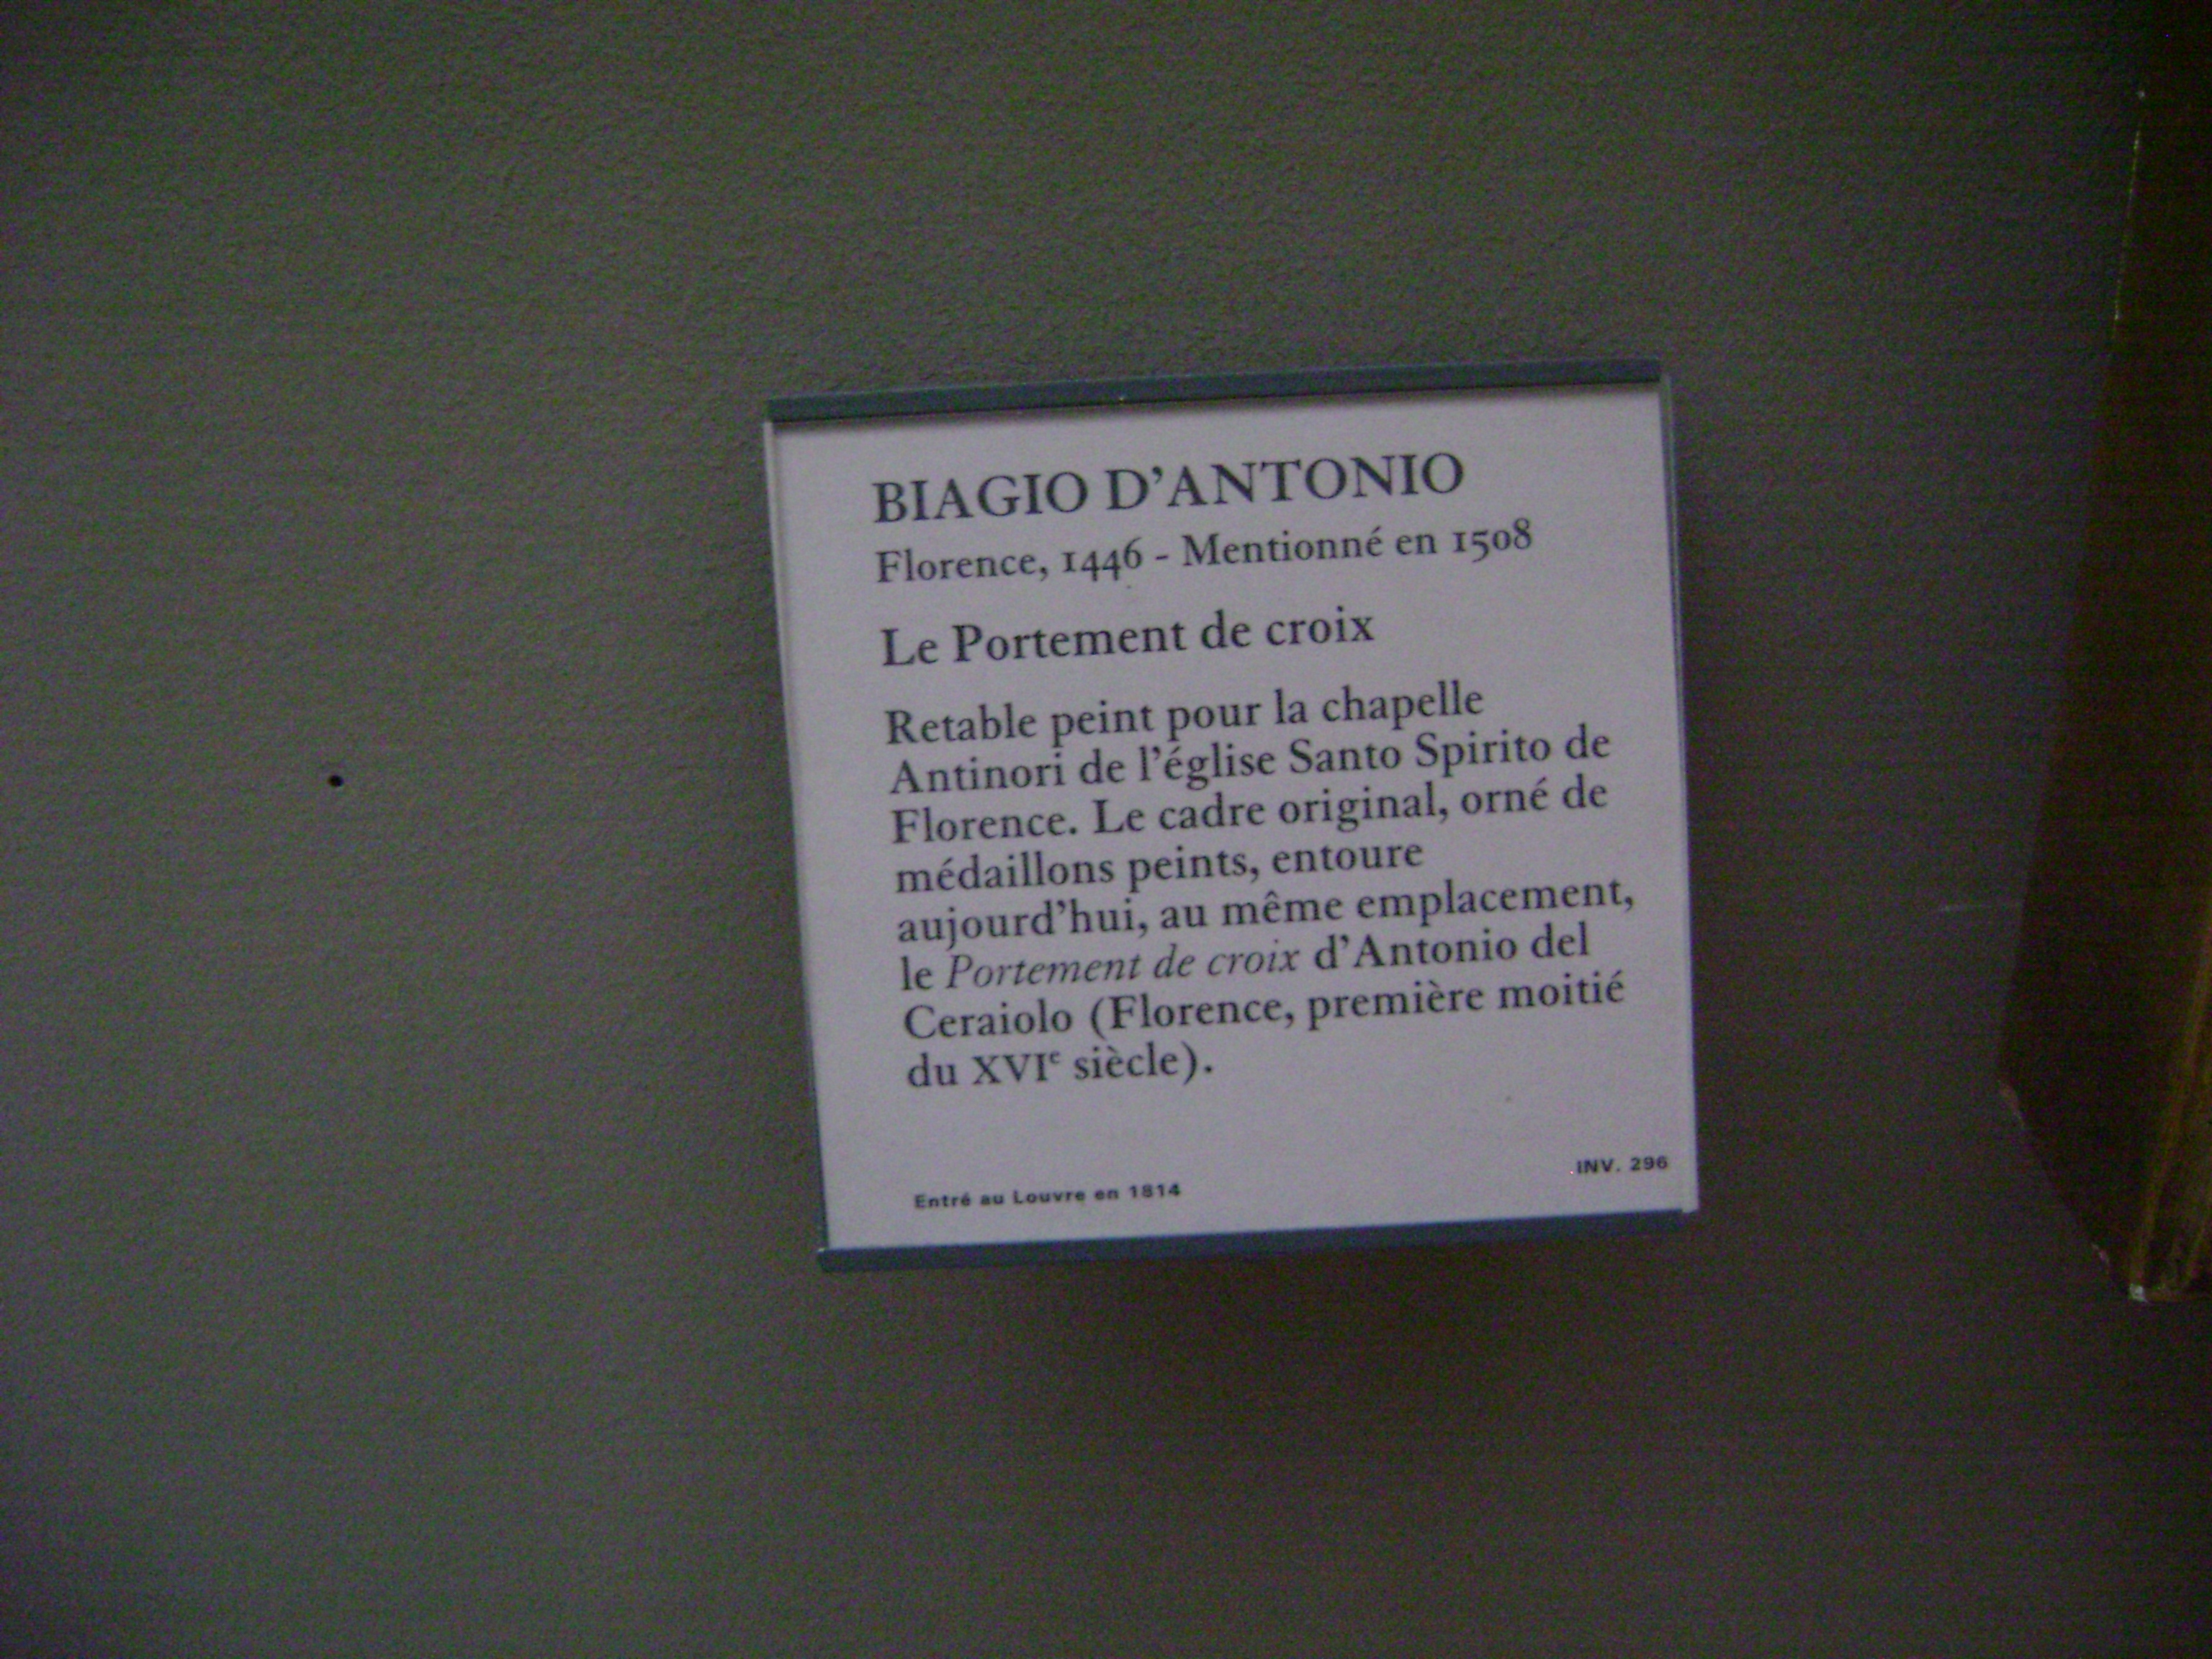 BIAGIO D'ANTONIO
Florence, 1446 - Mentionné en 1508
Le Portement de croix
Retable peint pour la chapelle
Antinori de l'église Santo Spirito de
Florence. Le cadre original, orné de
médaillons peints, entoure
aujourd'hui, au même emplacement,
le Portement de croix d'Antonio del
Ceraiolo (Florence, première moitié
du XVIe siècle).
Entré au Louvre en 1814
INV. 296